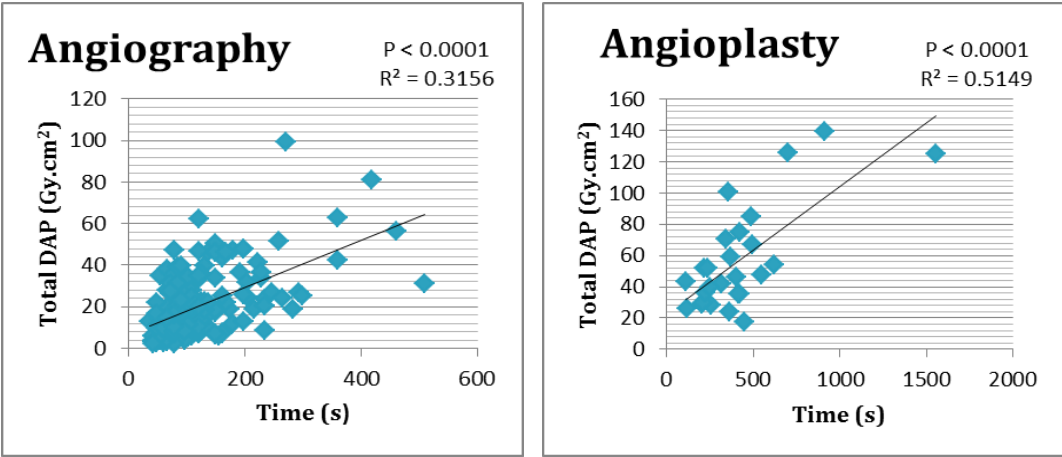 Angiography
P < 0.0001
R² = 0.3156
120
100
80
60
40
20
0
0 200 400 600
Total DAP (Gy.cm²)
Time (s)
Angioplasty
P < 0.0001
R² = 0.5149
160
140
120
100
80
60
40
20
0
0 500 1000 1500 2000
Total DAP (Gy.cm²)
Time (s)